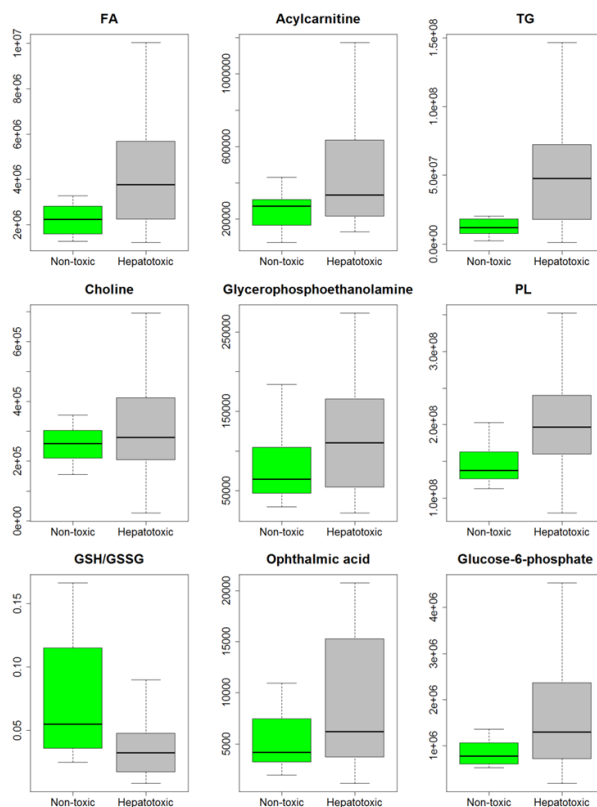 FA
Acylcarnitine
TG
1e+07
8e+06
6e+06
4e+06
2e+06
1000000
600000
200000
1.5e+08
1.0e+08
5.0e+07
0.0e+00
Non-toxic Hepatotoxic
Non-toxic Hepatotoxic
Non-toxic Hepatotoxic
Choline
Glycerophosphoethanolamine
PL
6e+05
4e+05
2e+05
0e+00
250000
150000
50000
3.0e+08
2.0e+08
1.0e+08
Non-toxic Hepatotoxic
Non-toxic Hepatotoxic
Non-toxic Hepatotoxic
GSH/GSSG
Ophthalmic acid
Glucose-6-phosphate
0.15
0.10
0.05
20000
15000
10000
5000
4e+06
3e+06
2e+06
1e+06
Non-toxic Hepatotoxic
Non-toxic Hepatotoxic
Non-toxic Hepatotoxic